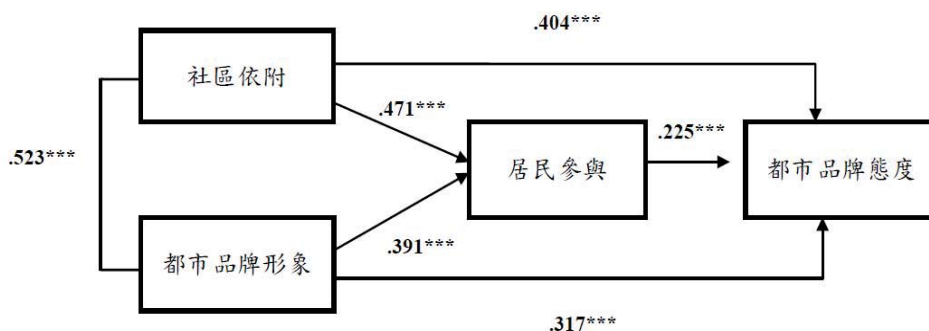 .404***
社區依附
.471***
.523***
居民參與
.225***
都市品牌態度
都市品牌形象
.391***
.317***